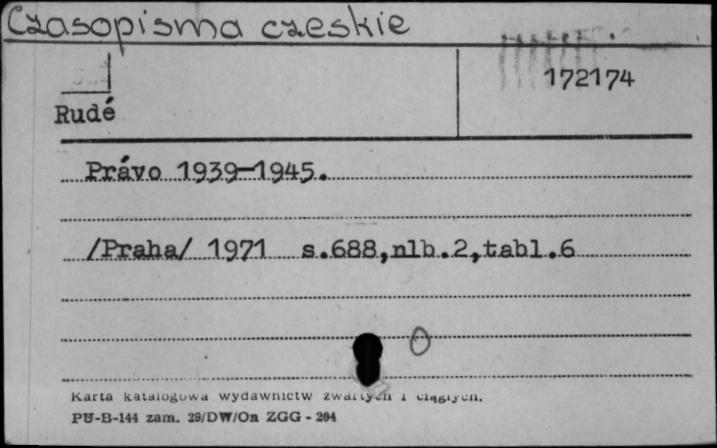 Czasopisma czeskie
172174
Rudé
Právo 1939-1945.
/Praha/ 1971 s.688,nlb.2,tabl.6
Karta katalogowa wydawnictw zwartych i ciągłych.
PU-B-144 zam. 29/DW/On ZGG - 204